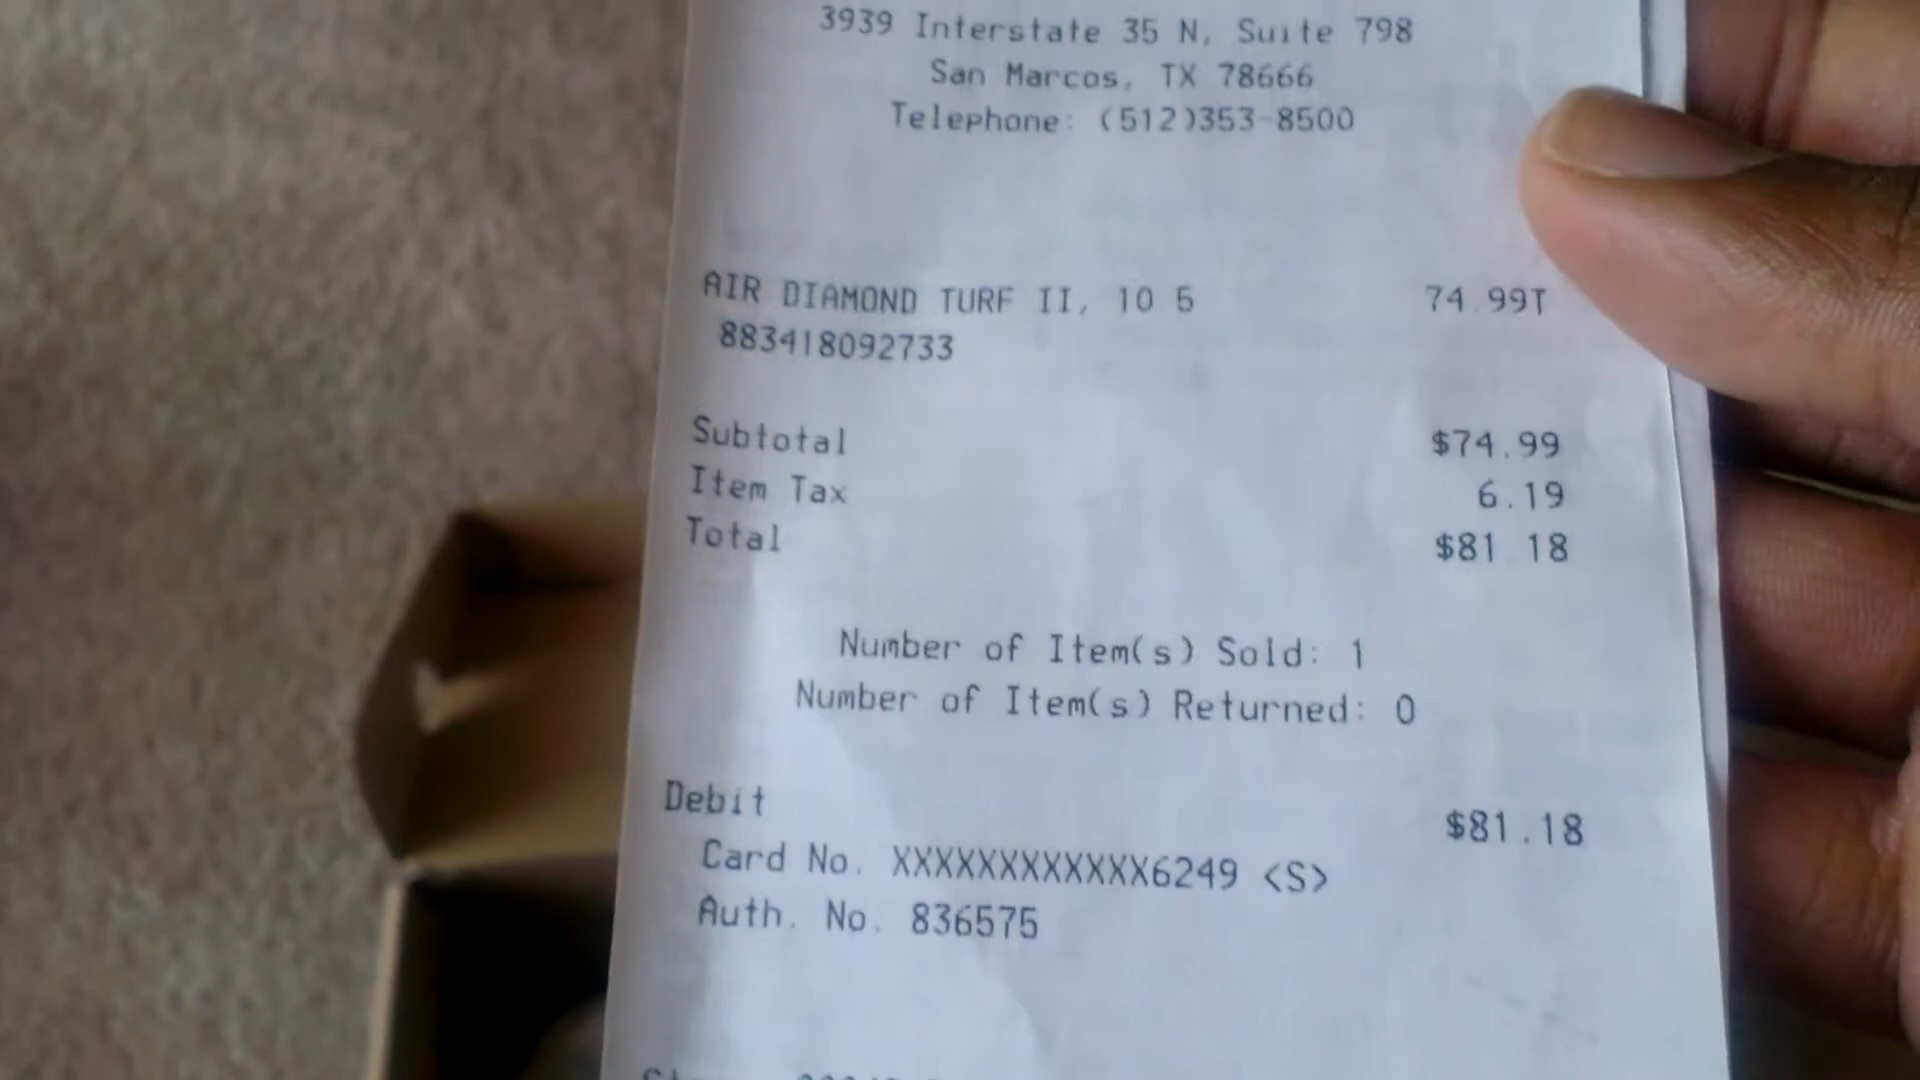 3939 Interstate 35 N, Suite 798
San Marcos, TX 78666
Telephone: (512)353-8500
AIR DIAMOND TURF II, 10 5 74.99T
883418092733
Subtotal $74.99
Item Tax 6.19
Total $81 18
Number of Item(s) Sold: 1
Number of Item(s) Returned: 0
Debit $81.18
Card No. XXXXXXXXXXXX6249 <S>
Auth. No. 836575